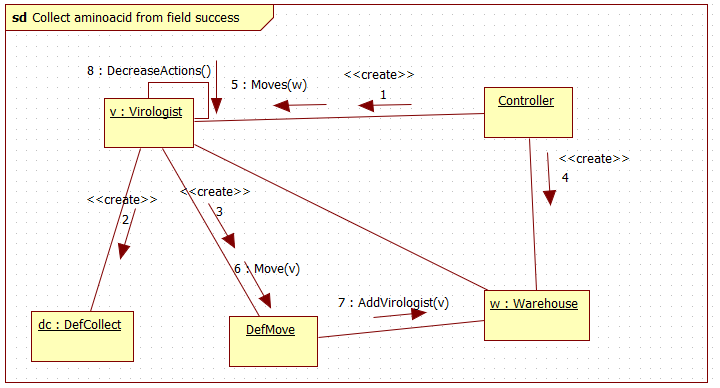 sd Collect aminoacid from field success
8 : DecreaseActions()
5 : Moves(w)
<<create>>
1
Controller
v : Virologist
<<create>>
4
<<create>>
2
<<create>>
3
6 : Move(v)
7 : AddVirologist(v)
w : Warehouse
dc : DefCollect
DefMove